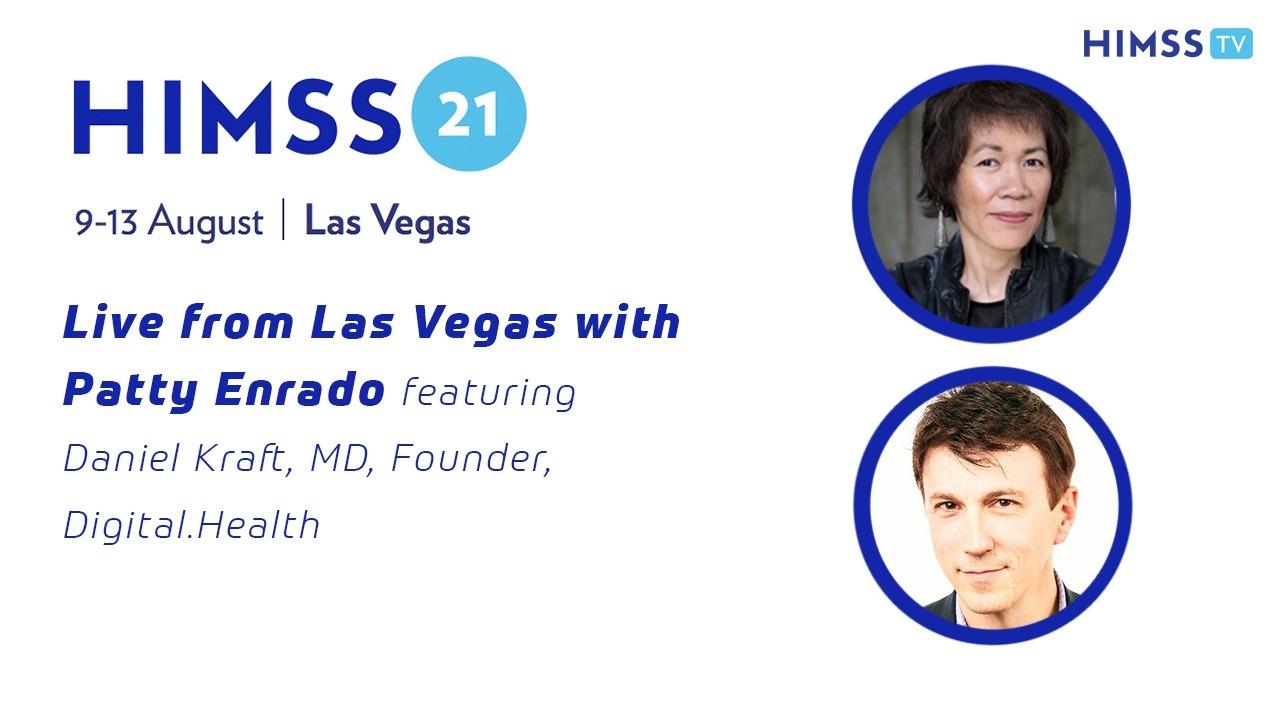 HIMSS TV
HIMSS 21
9-13 August | Las Vegas
Live from Las Vegas with
Patty Enrado featuring
Daniel Kraft, MD, Founder,
Digital.Health